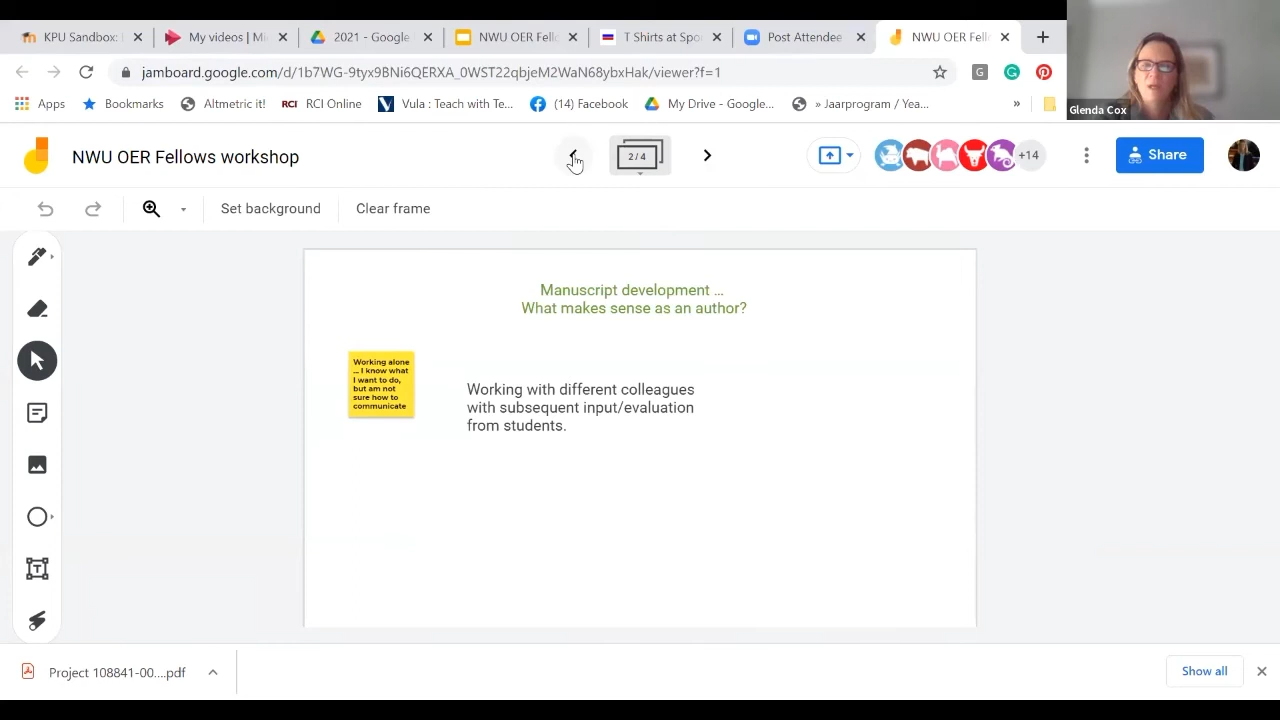 KPU Sandbox: I
My videos | Mi
2021 - Google
NWU OER Fello
T Shirts at Spo
Post Attendee
NWU OER Fell
Glenda Cox
jamboard.google.com/d/1b7WG-9tyx9BNi6QERXA_0WST22qbjeM2WaN68ybxHak/viewer?f=1
Apps
Bookmarks
Altmetric it!
RCI
RCI Online
Vula : Teach with Te...
(14) Facebook
My Drive - Google...
» Jaarprogram / Yea...
»
NWU OER Fellows workshop
2/4
+14
Share
Set background
Clear frame
Manuscript development ...
What makes sense as an author?
Working alone
... I know what
I want to do,
but am not
sure how to
communicate
Working with different colleagues
with subsequent input/evaluation
from students.
Project 108841-00....pdf
Show all